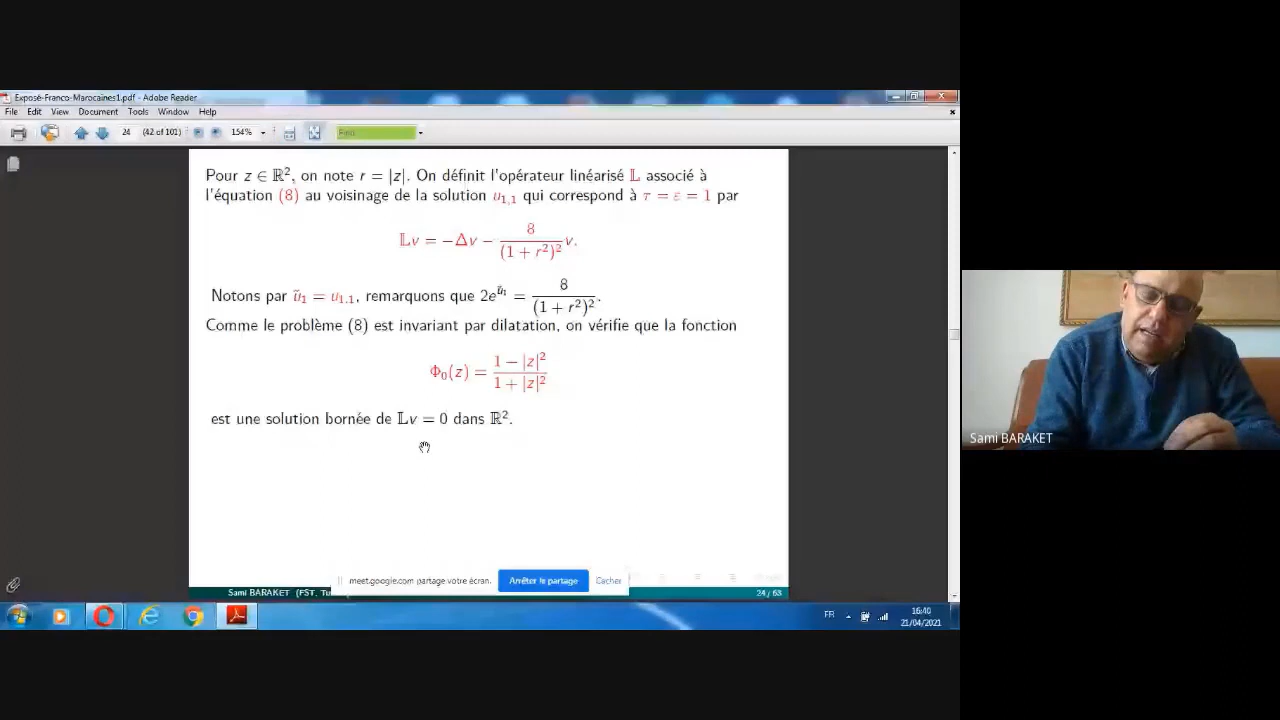 Exposé-Franco-Marocaines1.pdf - Adobe Reader
File Edit View Document Tools Window Help
24 (42 of 101) 154% Find
Pour z ∈ ℝ², on note r = |z|. On définit l'opérateur linéarisé 𝕃 associé à
l'équation (8) au voisinage de la solution u₁,₁ qui correspond à τ = ε = 1 par
𝕃v = −Δv − 8/(1 + r²)² v.
Notons par ũ₁ = u₁,₁, remarquons que 2e^ũ₁ = 8/(1 + r²)².
Comme le problème (8) est invariant par dilatation, on vérifie que la fonction
Φ₀(z) = (1 − |z|²)/(1 + |z|²)
est une solution bornée de 𝕃v = 0 dans ℝ².
Sami BARAKET
meet.google.com partage votre écran. Arrêter le partage Cacher
Sami BARAKET (FST, Tu
24 / 63
FR
16:40
21/04/2021